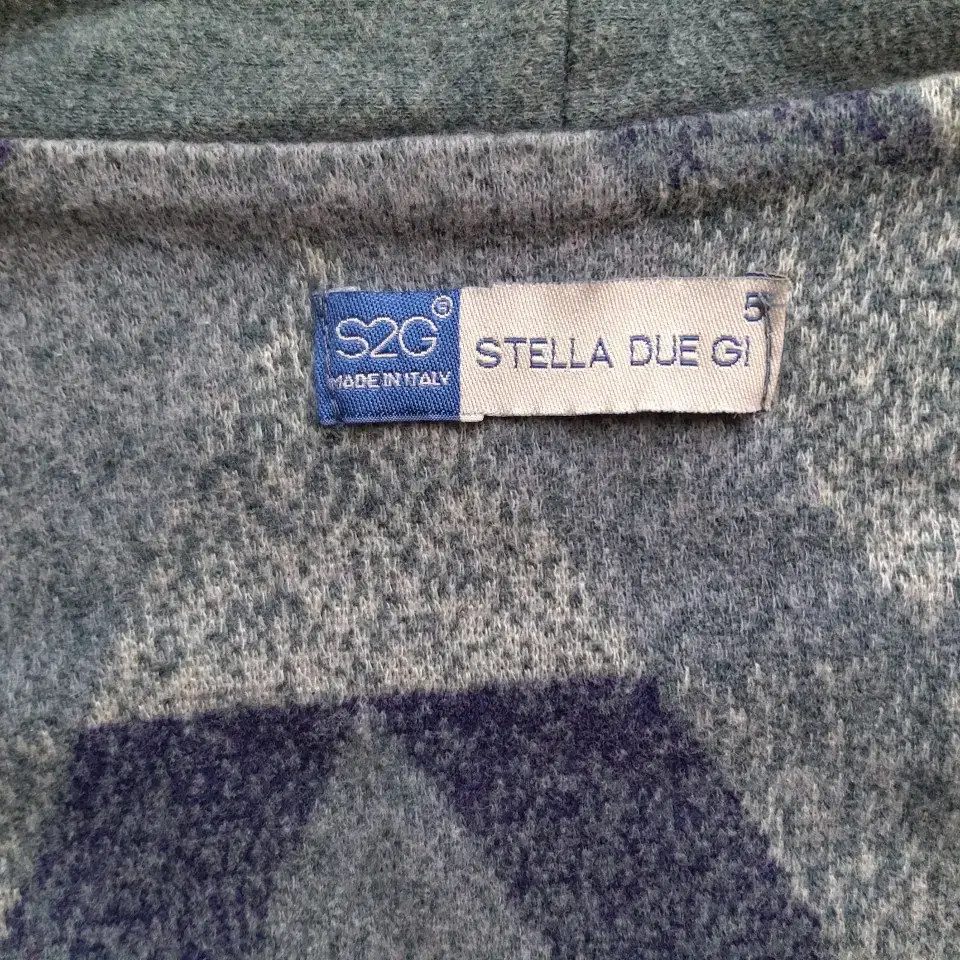 S2G®
MADE IN ITALY
STELLA DUE GI
5